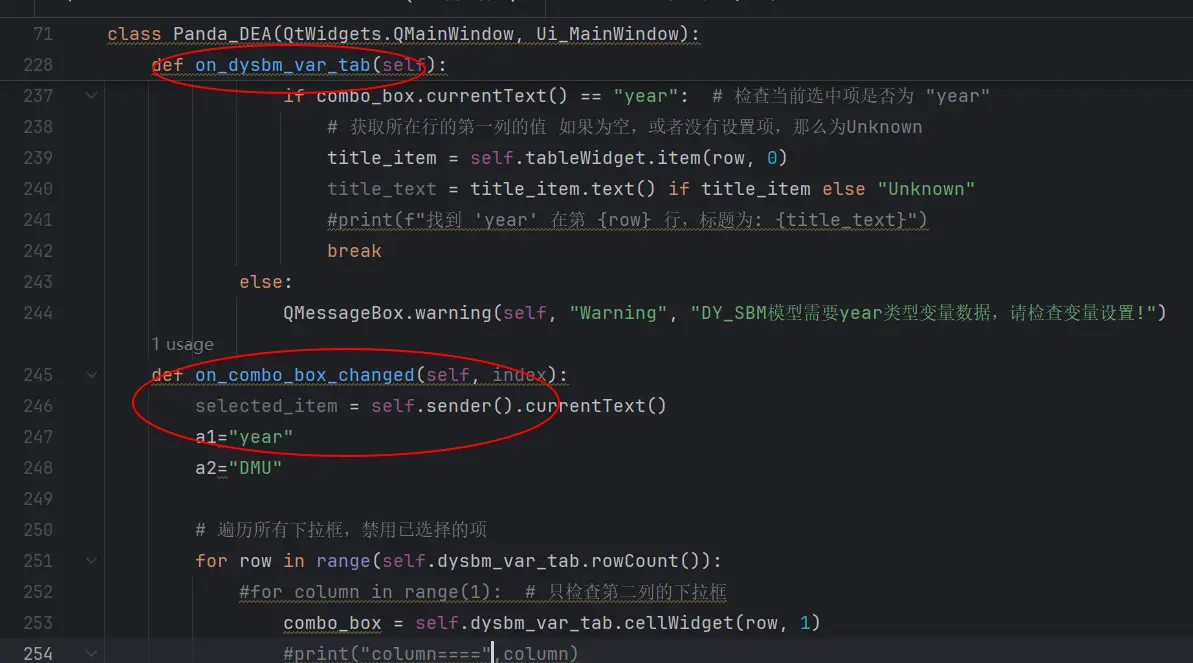 71 class Panda_DEA(QtWidgets.QMainWindow, Ui_MainWindow):
228 def on_dysbm_var_tab(self):
237 if combo_box.currentText() == "year":  # 检查当前选中项是否为 "year"
238 # 获取所在行的第一列的值 如果为空，或者没有设置项，那么为Unknown
239 title_item = self.tableWidget.item(row, 0)
240 title_text = title_item.text() if title_item else "Unknown"
241 #print(f"找到 'year' 在第 {row} 行，标题为: {title_text}")
242 break
243 else:
244 QMessageBox.warning(self, "Warning", "DY_SBM模型需要year类型变量数据，请检查变量设置!")
1 usage
245 def on_combo_box_changed(self, index):
246 selected_item = self.sender().currentText()
247 a1="year"
248 a2="DMU"
249
250 # 遍历所有下拉框，禁用已选择的项
251 for row in range(self.dysbm_var_tab.rowCount()):
252 #for column in range(1):  # 只检查第二列的下拉框
253 combo_box = self.dysbm_var_tab.cellWidget(row, 1)
254 #print("column====",column)